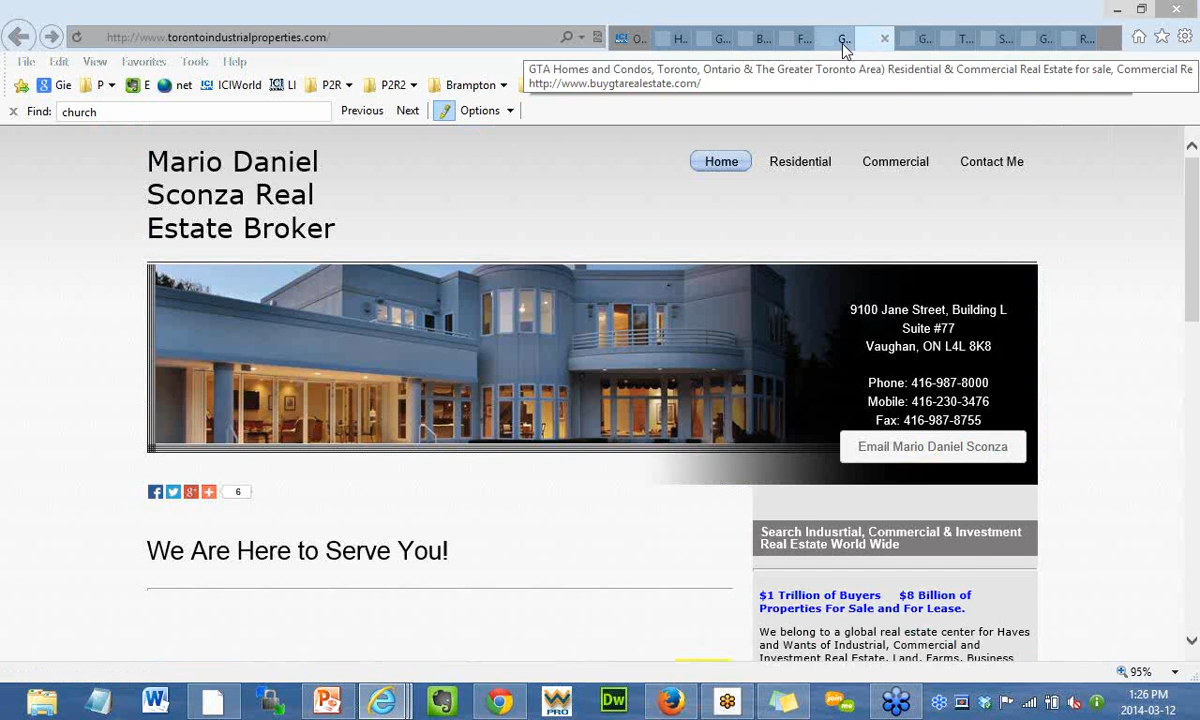 http://www.torontoindustrialproperties.com/
O.. H.. G.. B.. F.. G.. G.. T.. S.. G.. R..
File Edit View Favorites Tools Help
GTA Homes and Condos, Toronto, Ontario & The Greater Toronto Area) Residential & Commercial Real Estate for sale, Commercial Re
http://www.buygtarealestate.com/
Gie P E net ICIWorld LI P2R P2R2 Brampton
Find: church Previous Next Options
Mario Daniel
Sconza Real
Estate Broker
Home Residential Commercial Contact Me
9100 Jane Street, Building L
Suite #77
Vaughan, ON L4L 8K8
Phone: 416-987-8000
Mobile: 416-230-3476
Fax: 416-987-8755
Email Mario Daniel Sconza
6
We Are Here to Serve You!
Search Indusrtial, Commercial & Investment
Real Estate World Wide
$1 Trillion of Buyers $8 Billion of
Properties For Sale and For Lease.
We belong to a global real estate center for Haves
and Wants of Industrial, Commercial and
Investment Real Estate, Land, Farms, Business
95%
1:26 PM
2014-03-12